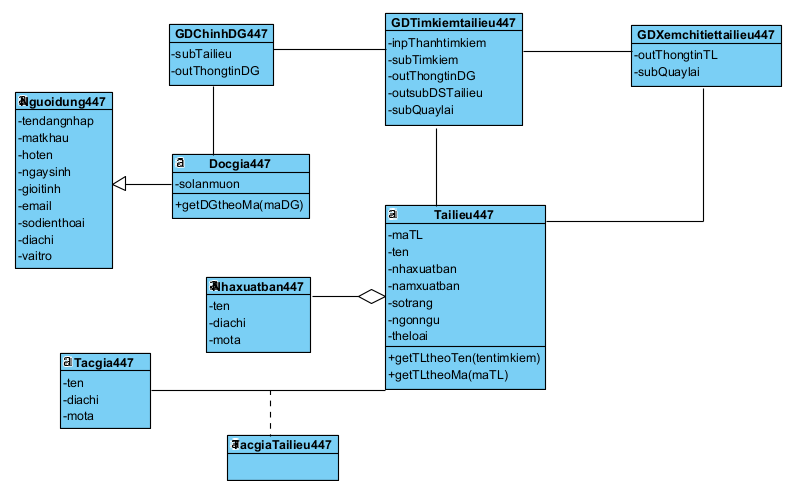 GDChinhDG447
-subTailieu
-outThongtinDG
GDTimkiemtailieu447
-inpThanhtimkiem
-subTimkiem
-outThongtinDG
-outsubDSTailieu
-subQuaylai
GDXemchitiettailieu447
-outThongtinTL
-subQuaylai
a
Nguoidung447
-tendangnhap
-matkhau
-hoten
-ngaysinh
-gioitinh
-email
-sodienthoai
-diachi
-vaitro
a
Docgia447
-solanmuon
+getDGtheoMa(maDG)
a
Tailieu447
-maTL
-ten
-nhaxuatban
-namxuatban
-sotrang
-ngonngu
-theloai
+getTLtheoTen(tentimkiem)
+getTLtheoMa(maTL)
a
Nhaxuatban447
-ten
-diachi
-mota
a
Tacgia447
-ten
-diachi
-mota
a
TacgiaTailieu447